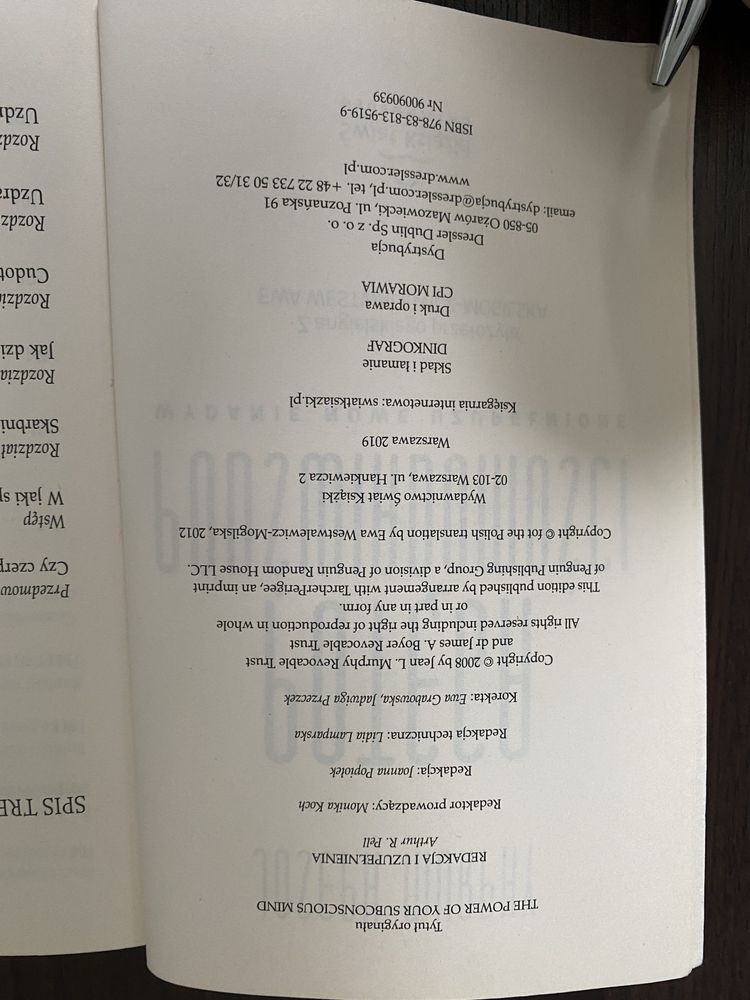 Tytuł oryginału
THE POWER OF YOUR SUBCONSCIOUS MIND
REDAKCJA I UZUPEŁNIENIA
Arthur R. Pell
Redaktor prowadzący: Monika Koch
Redakcja: Joanna Popiołek
Redakcja techniczna: Lidia Lamparska
Korekta: Ewa Grabowska, Jadwiga Przeczek
Copyright © 2008 by Jean L. Murphy Revocable Trust
and dr James A. Boyer Revocable Trust
All rights reserved including the right of reproduction in whole
or in part in any form.
This edition published by arrangement with TarcherPerigee, an imprint
of Penguin Publishing Group, a division of Penguin Random House LLC.
Copyright © fot the Polish translation by Ewa Westwalewicz-Mogilska, 2012
Wydawnictwo Świat Książki
02-103 Warszawa, ul. Hankiewicza 2
Warszawa 2019
Księgarnia internetowa: swiatksiazki.pl
Skład i łamanie
DINKOGRAF
Druk i oprawa
CPI MORAWIA
Dystrybucja
Dressler Dublin Sp. z o. o.
05-850 Ożarów Mazowiecki, ul. Poznańska 91
email: dystrybucja@dressler.com.pl, tel. + 48 22 733 50 31/32
www.dressler.com.pl
ISBN 978-83-813-9519-9
Nr 90090939
SPIS TRE
Przedmow
Czy czerp
Wstęp
W jaki sp
Rozdział
Skarbni
Rozdzia
Jak dzi
Rozdzia
Cudot
Rozdz
Uzdra
Rozdz
Uzdr